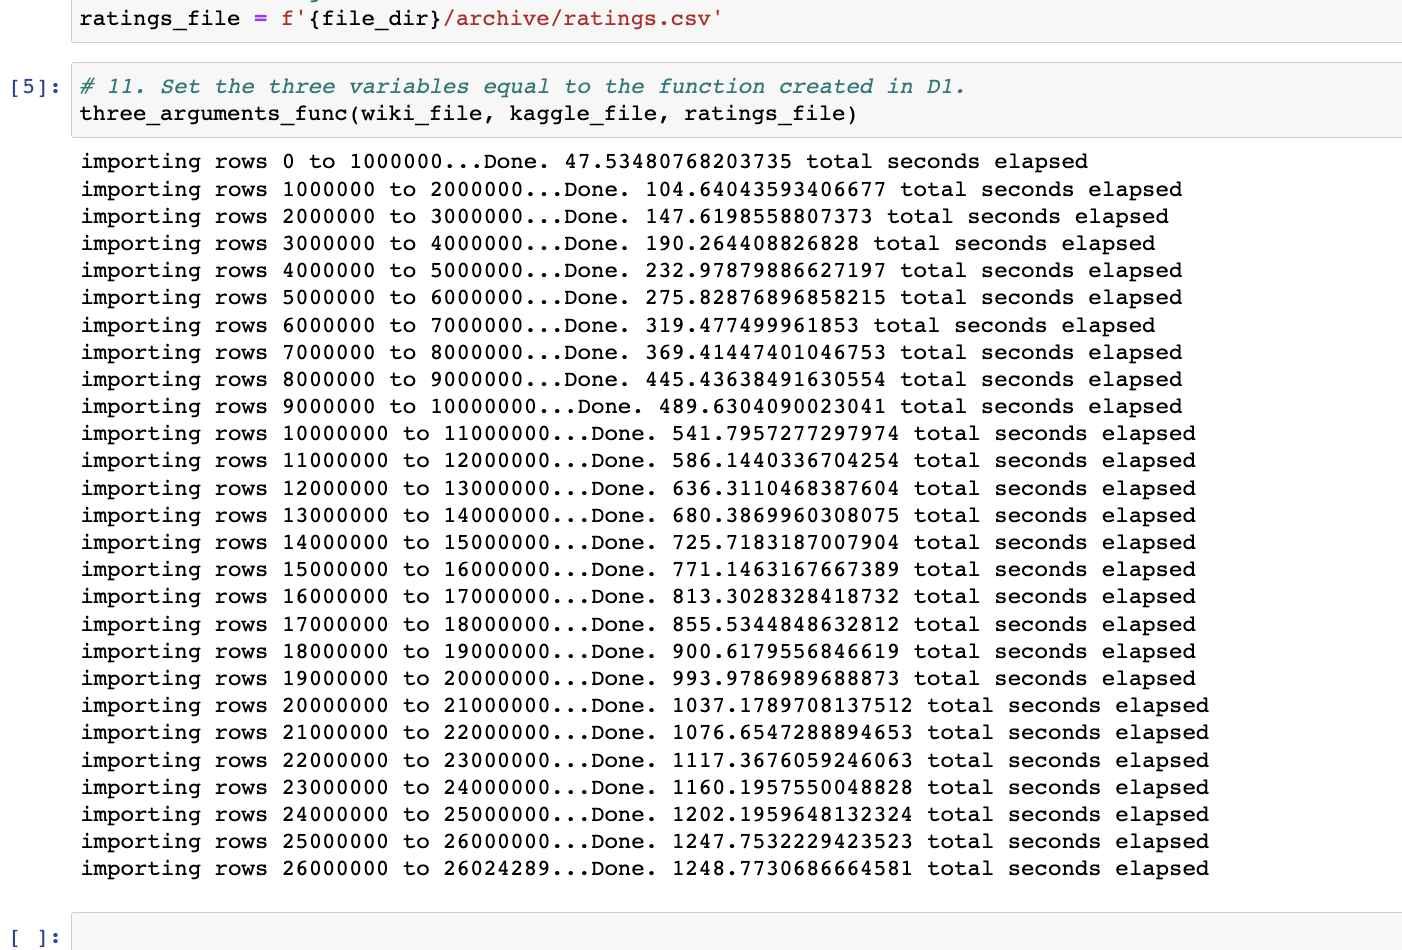 ratings_file = f'{file_dir}/archive/ratings.csv'
[5]: # 11. Set the three variables equal to the function created in D1.
three_arguments_func(wiki_file, kaggle_file, ratings_file)
importing rows 0 to 1000000...Done. 47.53480768203735 total seconds elapsed
importing rows 1000000 to 2000000...Done. 104.64043593406677 total seconds elapsed
importing rows 2000000 to 3000000...Done. 147.6198558807373 total seconds elapsed
importing rows 3000000 to 4000000...Done. 190.264408826828 total seconds elapsed
importing rows 4000000 to 5000000...Done. 232.97879886627197 total seconds elapsed
importing rows 5000000 to 6000000...Done. 275.82876896858215 total seconds elapsed
importing rows 6000000 to 7000000...Done. 319.477499961853 total seconds elapsed
importing rows 7000000 to 8000000...Done. 369.41447401046753 total seconds elapsed
importing rows 8000000 to 9000000...Done. 445.43638491630554 total seconds elapsed
importing rows 9000000 to 10000000...Done. 489.6304090023041 total seconds elapsed
importing rows 10000000 to 11000000...Done. 541.7957277297974 total seconds elapsed
importing rows 11000000 to 12000000...Done. 586.1440336704254 total seconds elapsed
importing rows 12000000 to 13000000...Done. 636.3110468387604 total seconds elapsed
importing rows 13000000 to 14000000...Done. 680.3869960308075 total seconds elapsed
importing rows 14000000 to 15000000...Done. 725.7183187007904 total seconds elapsed
importing rows 15000000 to 16000000...Done. 771.1463167667389 total seconds elapsed
importing rows 16000000 to 17000000...Done. 813.3028328418732 total seconds elapsed
importing rows 17000000 to 18000000...Done. 855.5344848632812 total seconds elapsed
importing rows 18000000 to 19000000...Done. 900.6179556846619 total seconds elapsed
importing rows 19000000 to 20000000...Done. 993.9786989688873 total seconds elapsed
importing rows 20000000 to 21000000...Done. 1037.1789708137512 total seconds elapsed
importing rows 21000000 to 22000000...Done. 1076.6547288894653 total seconds elapsed
importing rows 22000000 to 23000000...Done. 1117.3676059246063 total seconds elapsed
importing rows 23000000 to 24000000...Done. 1160.1957550048828 total seconds elapsed
importing rows 24000000 to 25000000...Done. 1202.1959648132324 total seconds elapsed
importing rows 25000000 to 26000000...Done. 1247.7532229423523 total seconds elapsed
importing rows 26000000 to 26024289...Done. 1248.7730686664581 total seconds elapsed
[ ]: